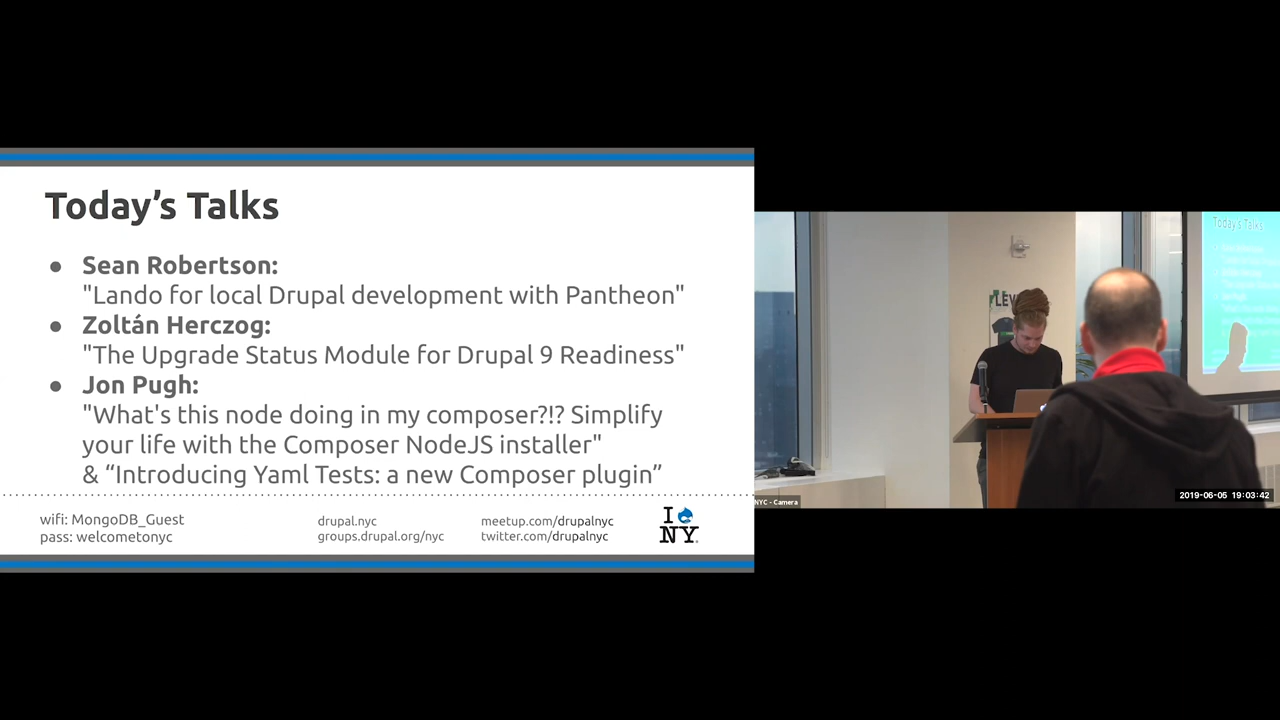 Today's Talks
● Sean Robertson:
"Lando for local Drupal development with Pantheon"
● Zoltán Herczog:
"The Upgrade Status Module for Drupal 9 Readiness"
● Jon Pugh:
"What's this node doing in my composer?!? Simplify
your life with the Composer NodeJS installer"
& “Introducing Yaml Tests: a new Composer plugin”
wifi: MongoDB_Guest
pass: welcometonyc
drupal.nyc
groups.drupal.org/nyc
meetup.com/drupalnyc
twitter.com/drupalnyc
I
NY
Today's Talks
NYC - Camera
2019-06-05 19:03:42